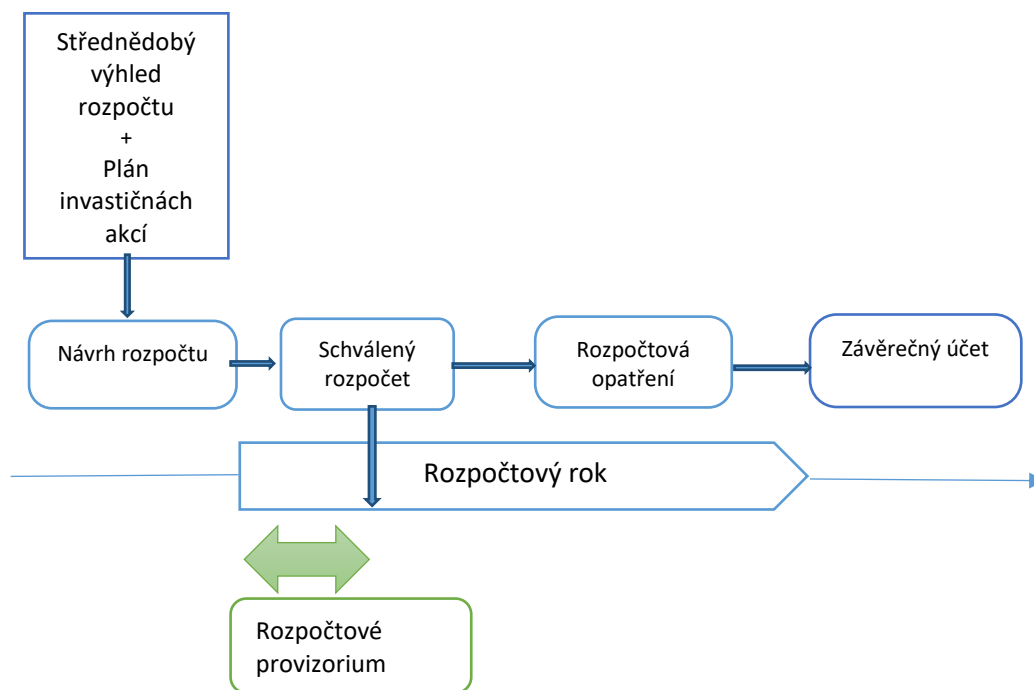 Střednědobý
výhled
rozpočtu
+
Plán
invastičnách
akcí
Návrh rozpočtu
Schválený
rozpočet
Rozpočtová
opatření
Závěrečný účet
Rozpočtový rok
Rozpočtové
provizorium